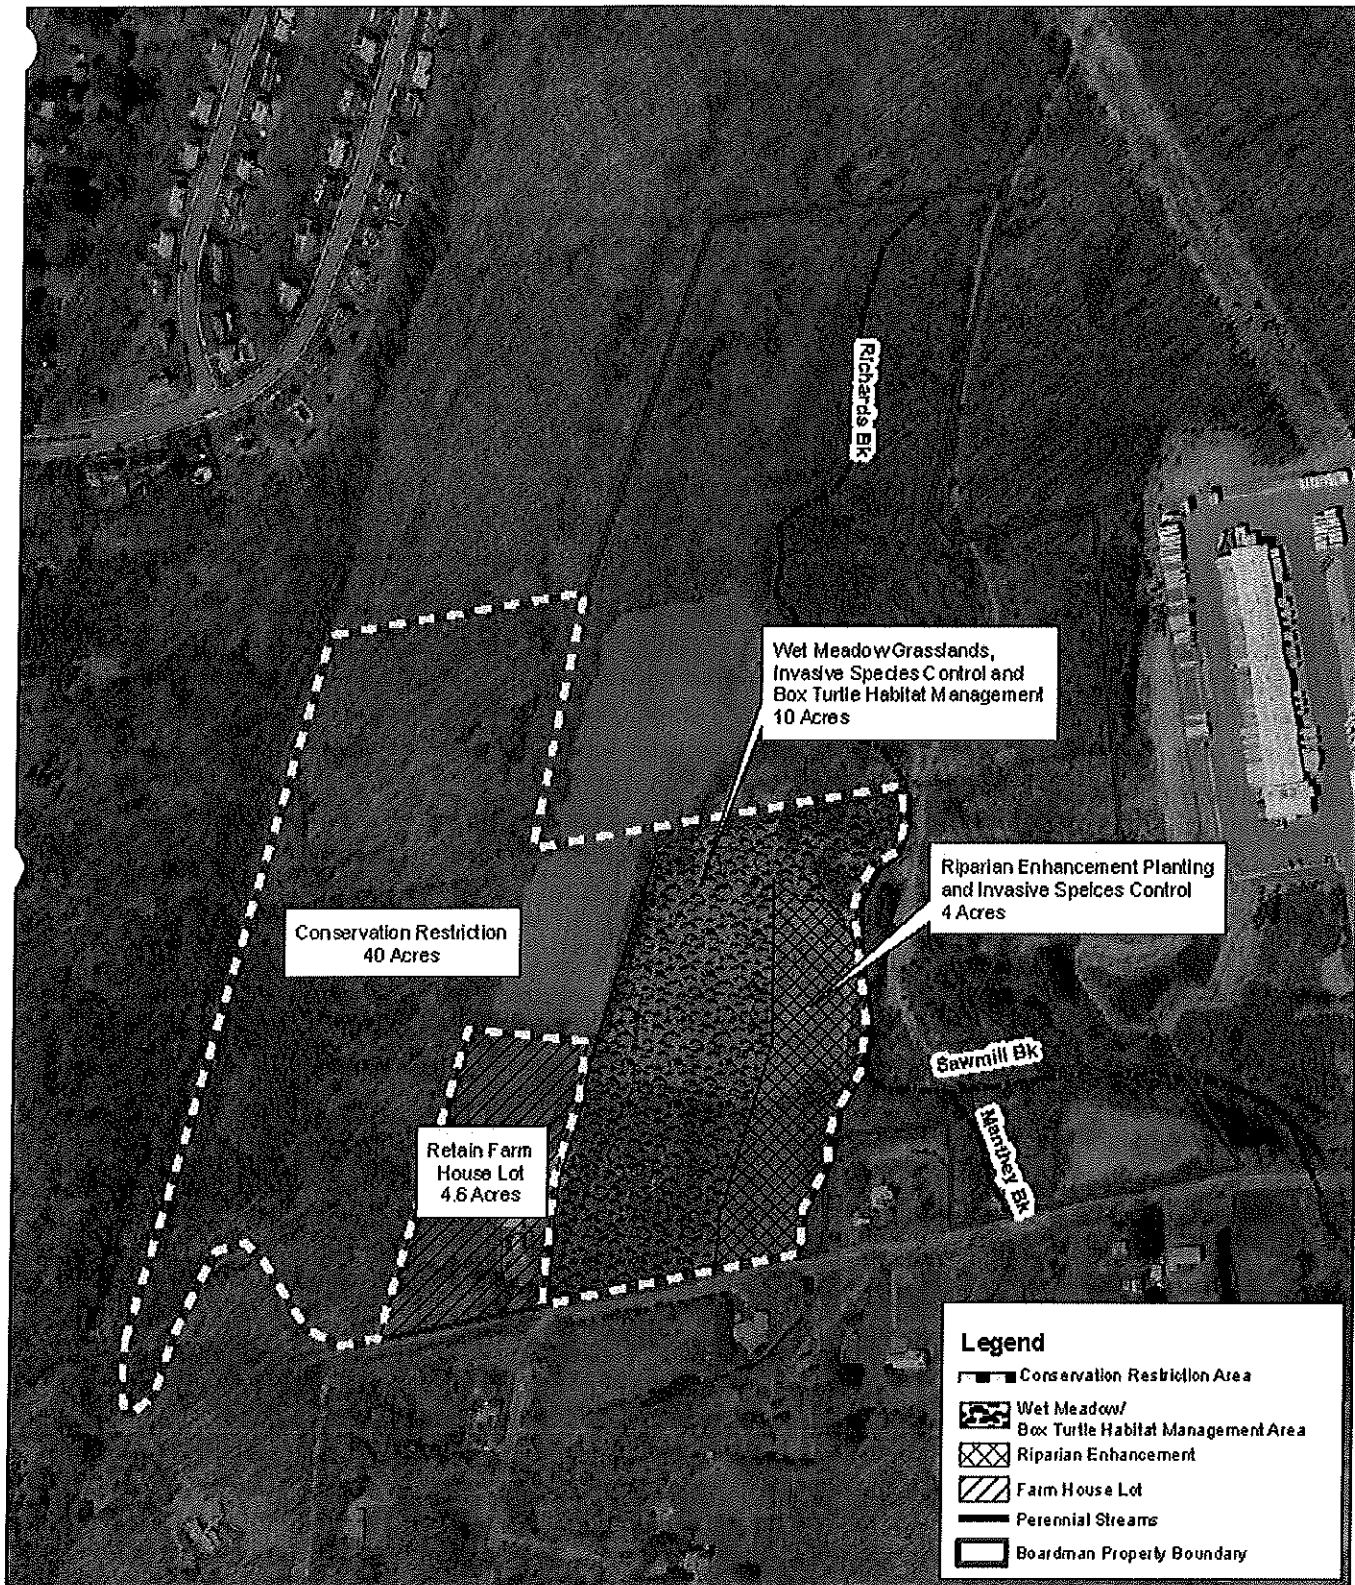 Richards Bk
Wet Meadow Grasslands,
Invasive Species Control and
Box Turtle Habitat Management
10 Acres
Riparian Enhancement Planting
and Invasive Speices Control
4 Acres
Conservation Restriction
40 Acres
Sawmill Bk
Manthey Bk
Retain Farm
House Lot
4.6 Acres
Legend
Conservation Restriction Area
Wet Meadow/
Box Turtle Habitat Management Area
Riparian Enhancement
Farm House Lot
Perennial Streams
Boardman Property Boundary